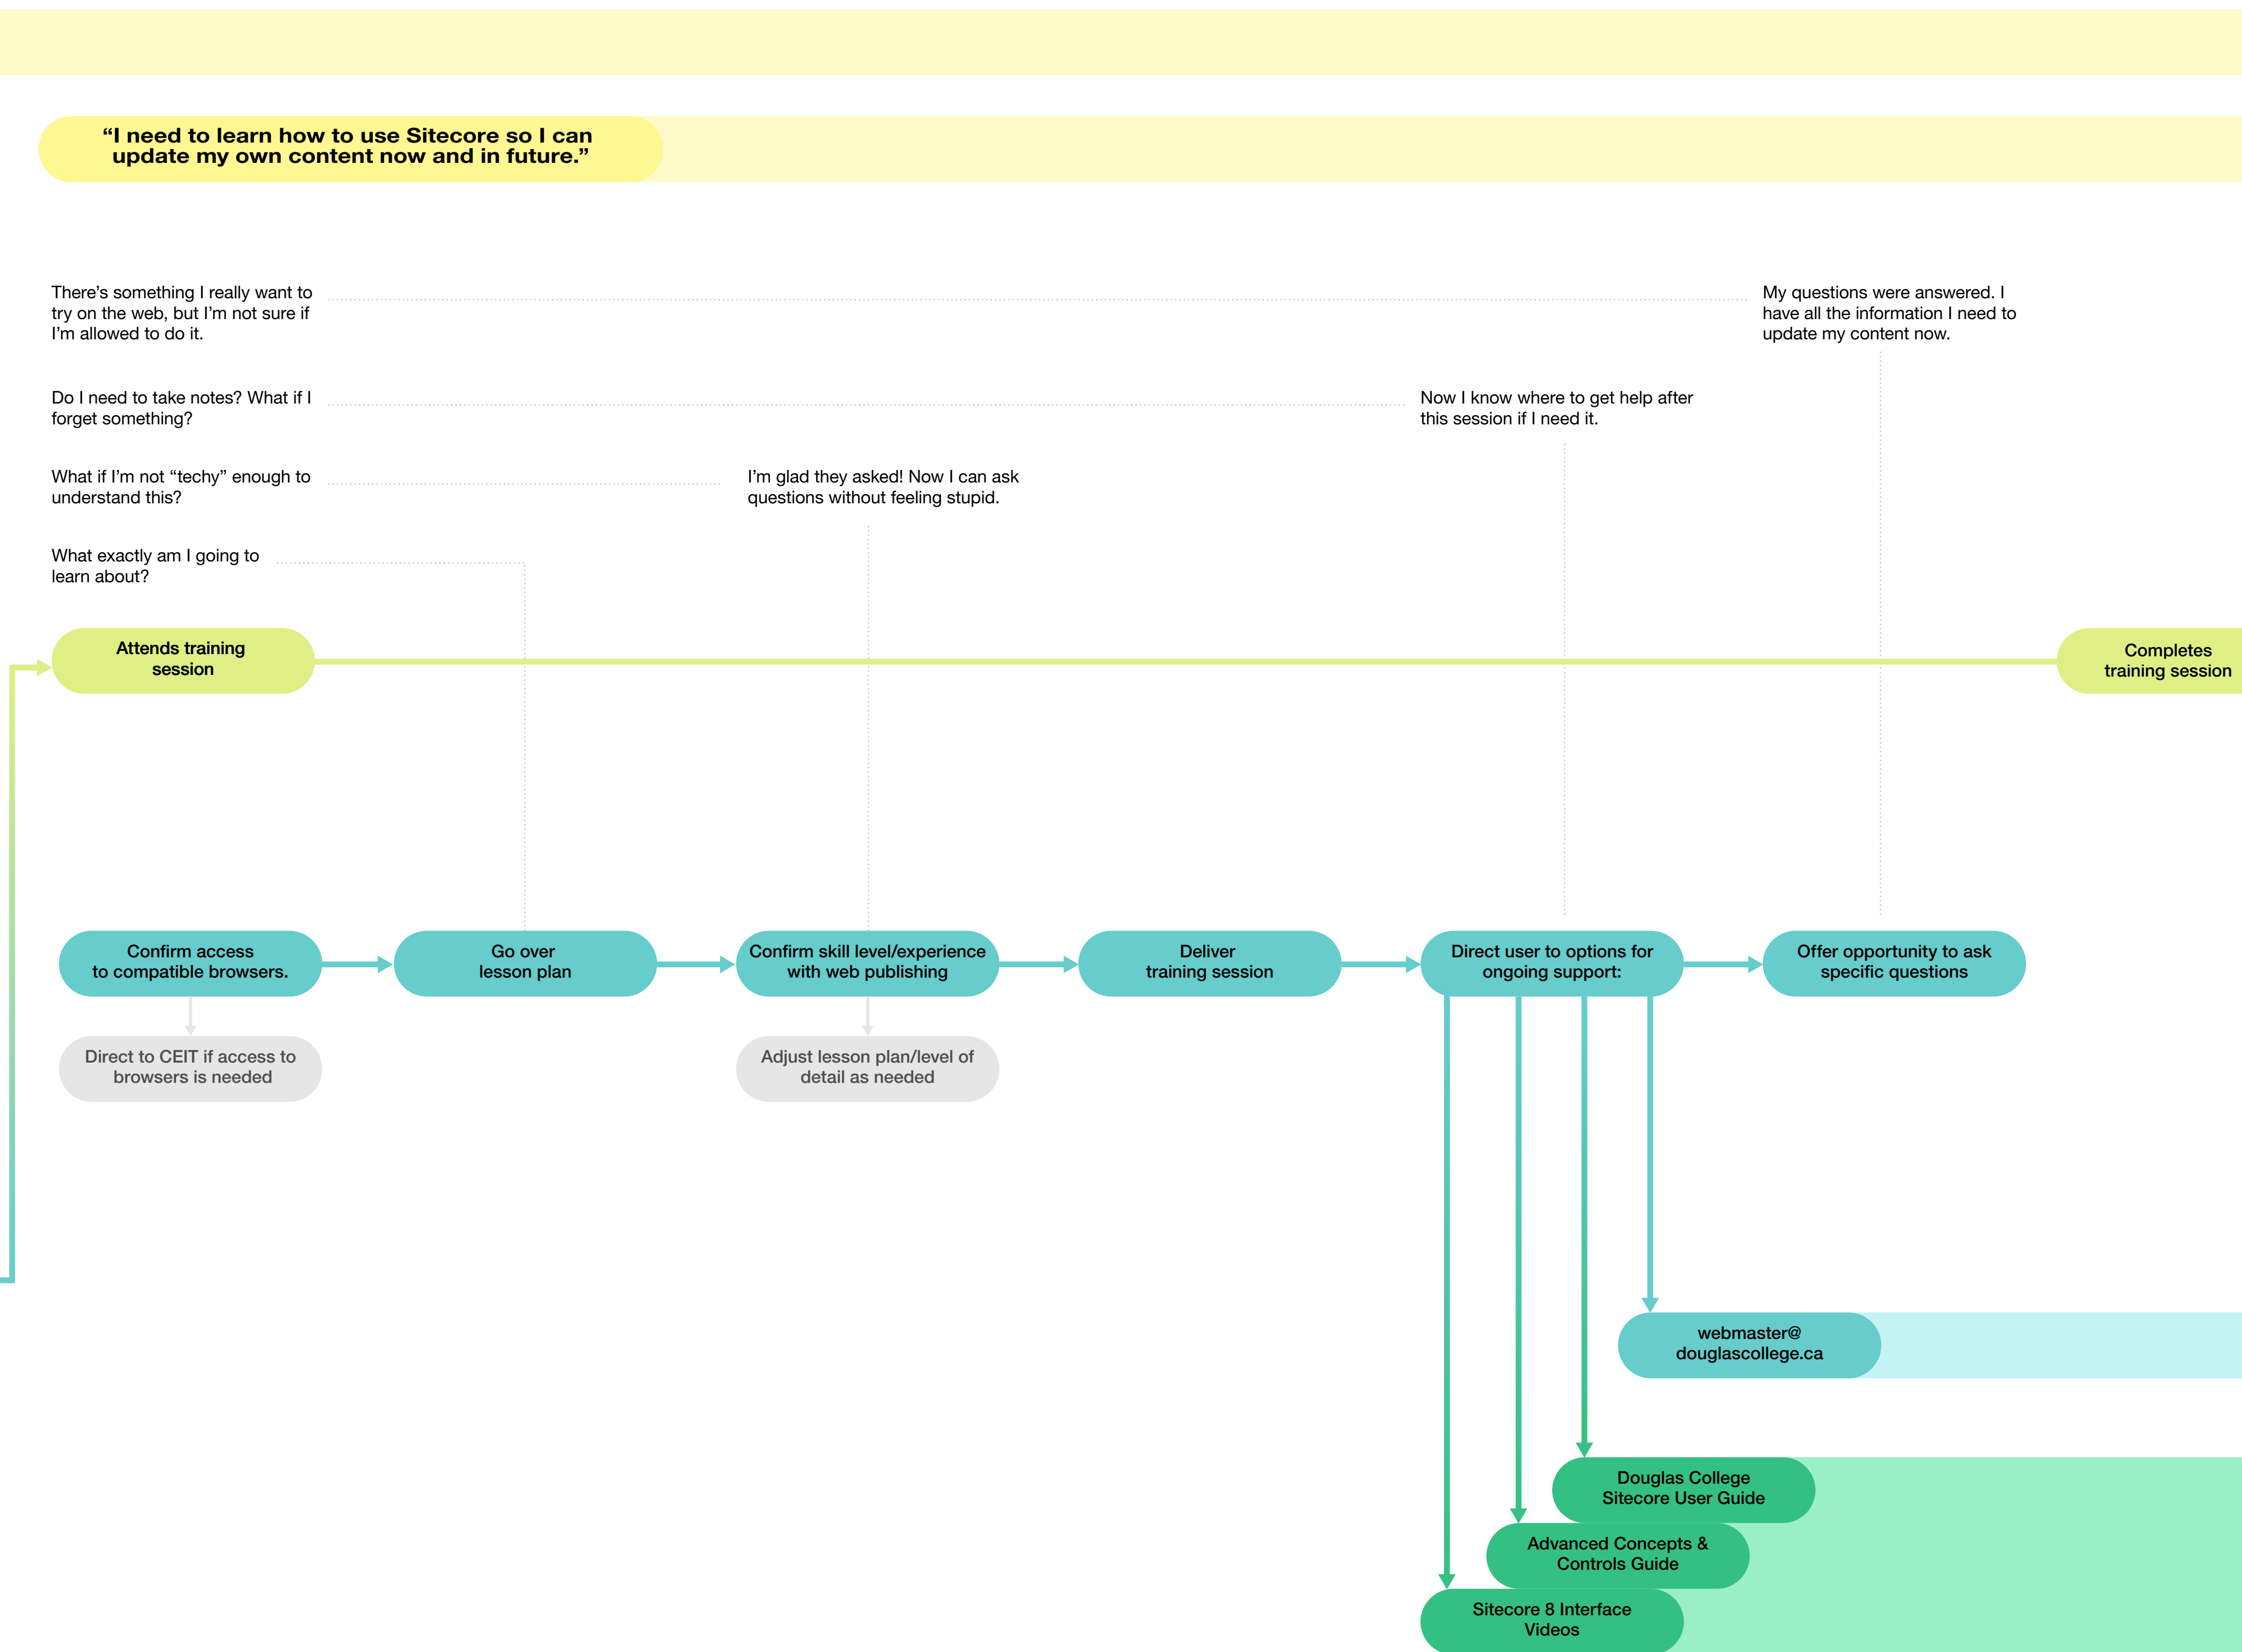 “I need to learn how to use Sitecore so I can
update my own content now and in future.”
There’s something I really want to
try on the web, but I’m not sure if
I’m allowed to do it.
My questions were answered. I
have all the information I need to
update my content now.
Do I need to take notes? What if I
forget something?
Now I know where to get help after
this session if I need it.
What if I’m not “techy” enough to
understand this?
I’m glad they asked! Now I can ask
questions without feeling stupid.
What exactly am I going to
learn about?
Attends training
session
Completes
training session
Confirm access
to compatible browsers.
Go over
lesson plan
Confirm skill level/experience
with web publishing
Deliver
training session
Direct user to options for
ongoing support:
Offer opportunity to ask
specific questions
Direct to CEIT if access to
browsers is needed
Adjust lesson plan/level of
detail as needed
webmaster@
douglascollege.ca
Douglas College
Sitecore User Guide
Advanced Concepts &
Controls Guide
Sitecore 8 Interface
Videos